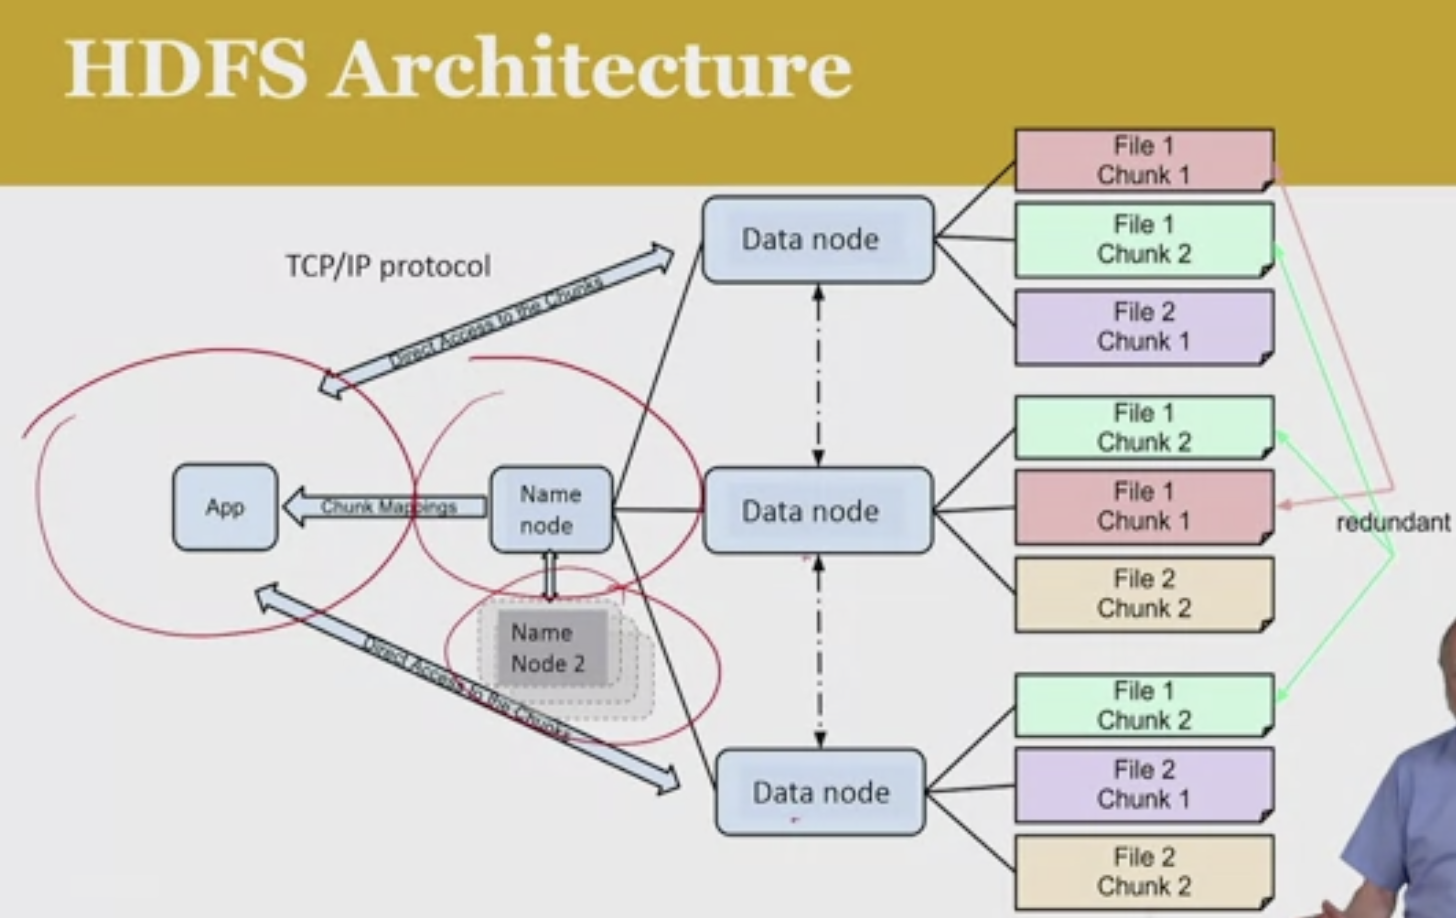 HDFS Architecture
TCP/IP protocol
Direct Access to the Chunks
App
Chunk Mappings
Name
node
Name
Node 2
Direct Access to the Chunks
Data node
File 1
Chunk 1
File 1
Chunk 2
File 2
Chunk 1
Data node
File 1
Chunk 2
File 1
Chunk 1
File 2
Chunk 2
redundant
Data node
File 1
Chunk 2
File 2
Chunk 1
File 2
Chunk 2